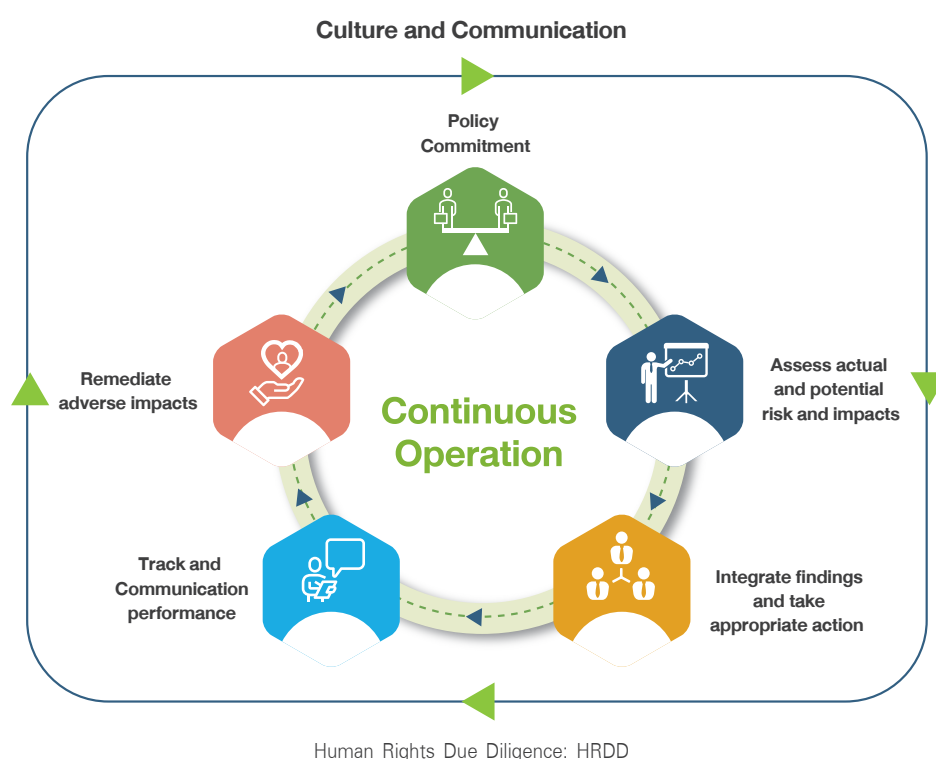 Culture and Communication
Policy
Commitment
Assess actual
and potential
risk and impacts
Integrate findings
and take
appropriate action
Track and
Communication
performance
Remediate
adverse impacts
Continuous
Operation
Human Rights Due Diligence: HRDD